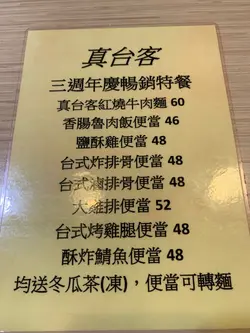 真台客
三週年慶暢銷特餐
真台客紅燒牛肉麵 60
香腸魯肉飯便當 46
鹽酥雞便當 48
台式炸排骨便當 48
台式滷排骨便當 48
大雞排便當 52
台式烤雞腿便當 48
酥炸鯖魚便當 48
均送冬瓜茶(凍)，便當可轉麵